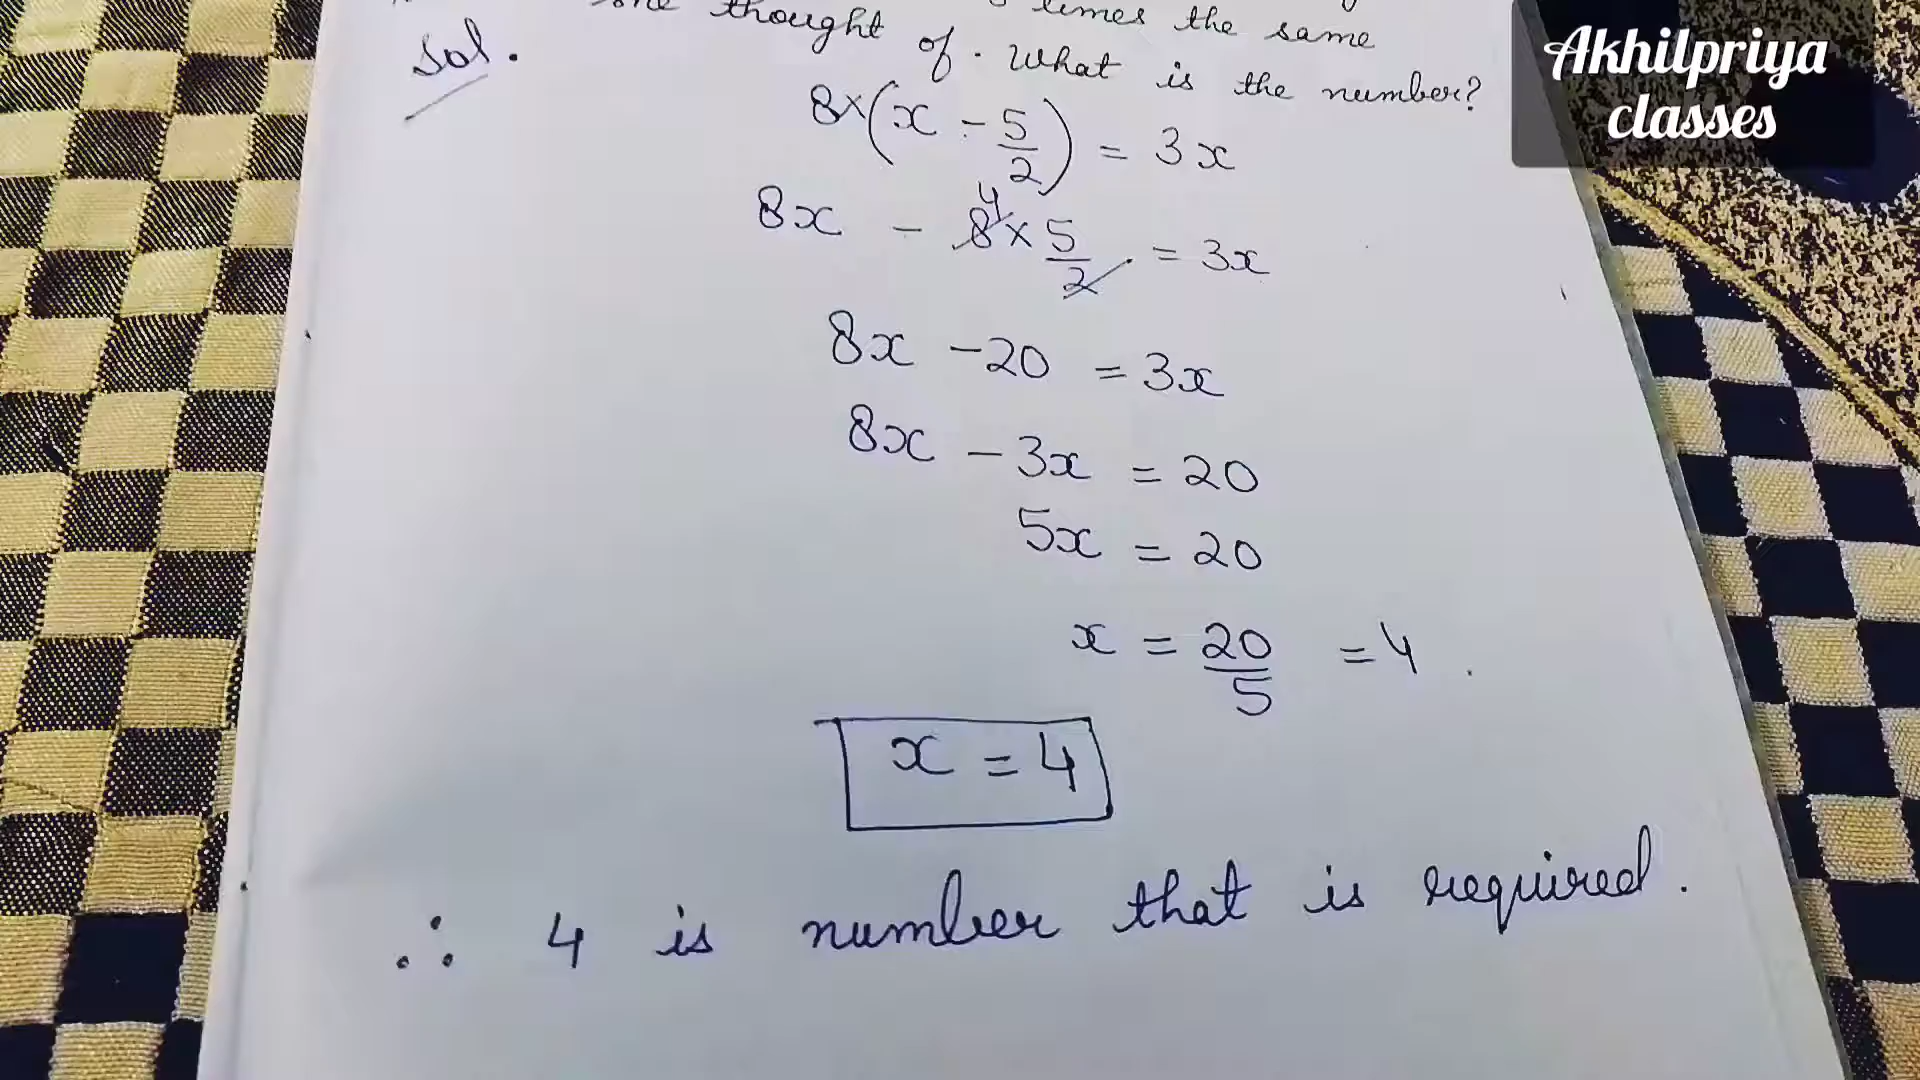 times the same
thought of. What is the number?
Sol.
8×(x - 5/2) = 3x
8x - 8⁴× 5/2 = 3x
8x - 20 = 3x
8x - 3x = 20
5x = 20
x = 20/5 = 4.
x = 4
∴ 4 is number that is required.
Akhilpriya
classes